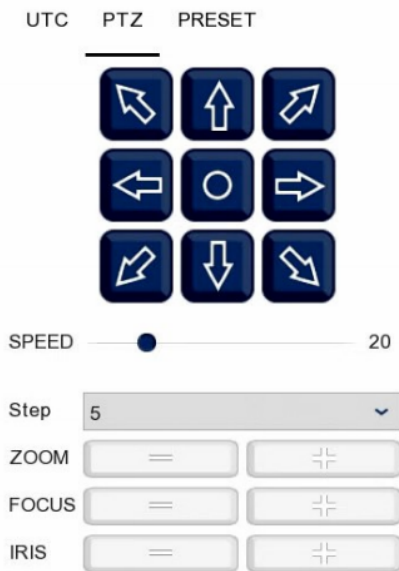 UTC PTZ PRESET
SPEED 20
Step 5
ZOOM
FOCUS
IRIS